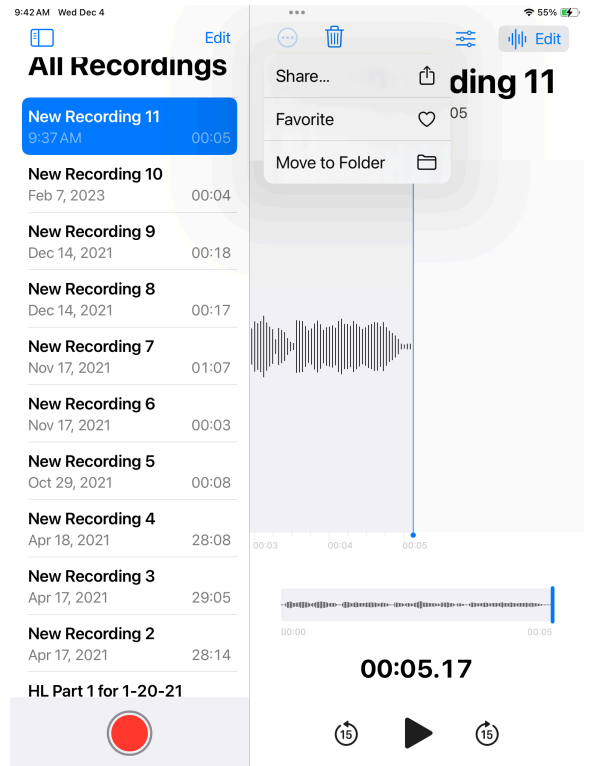 9:42 AM Wed Dec 4
55%
Edit
Edit
All Recordings
New Recording 11
9:37 AM 00:05
New Recording 10
Feb 7, 2023 00:04
New Recording 9
Dec 14, 2021 00:18
New Recording 8
Dec 14, 2021 00:17
New Recording 7
Nov 17, 2021 01:07
New Recording 6
Nov 17, 2021 00:03
New Recording 5
Oct 29, 2021 00:08
New Recording 4
Apr 18, 2021 28:08
New Recording 3
Apr 17, 2021 29:05
New Recording 2
Apr 17, 2021 28:14
HL Part 1 for 1-20-21
Share...
Favorite
Move to Folder
ding 11
05
00:03 00:04 00:05
00:00 00:05
00:05.17
15 15